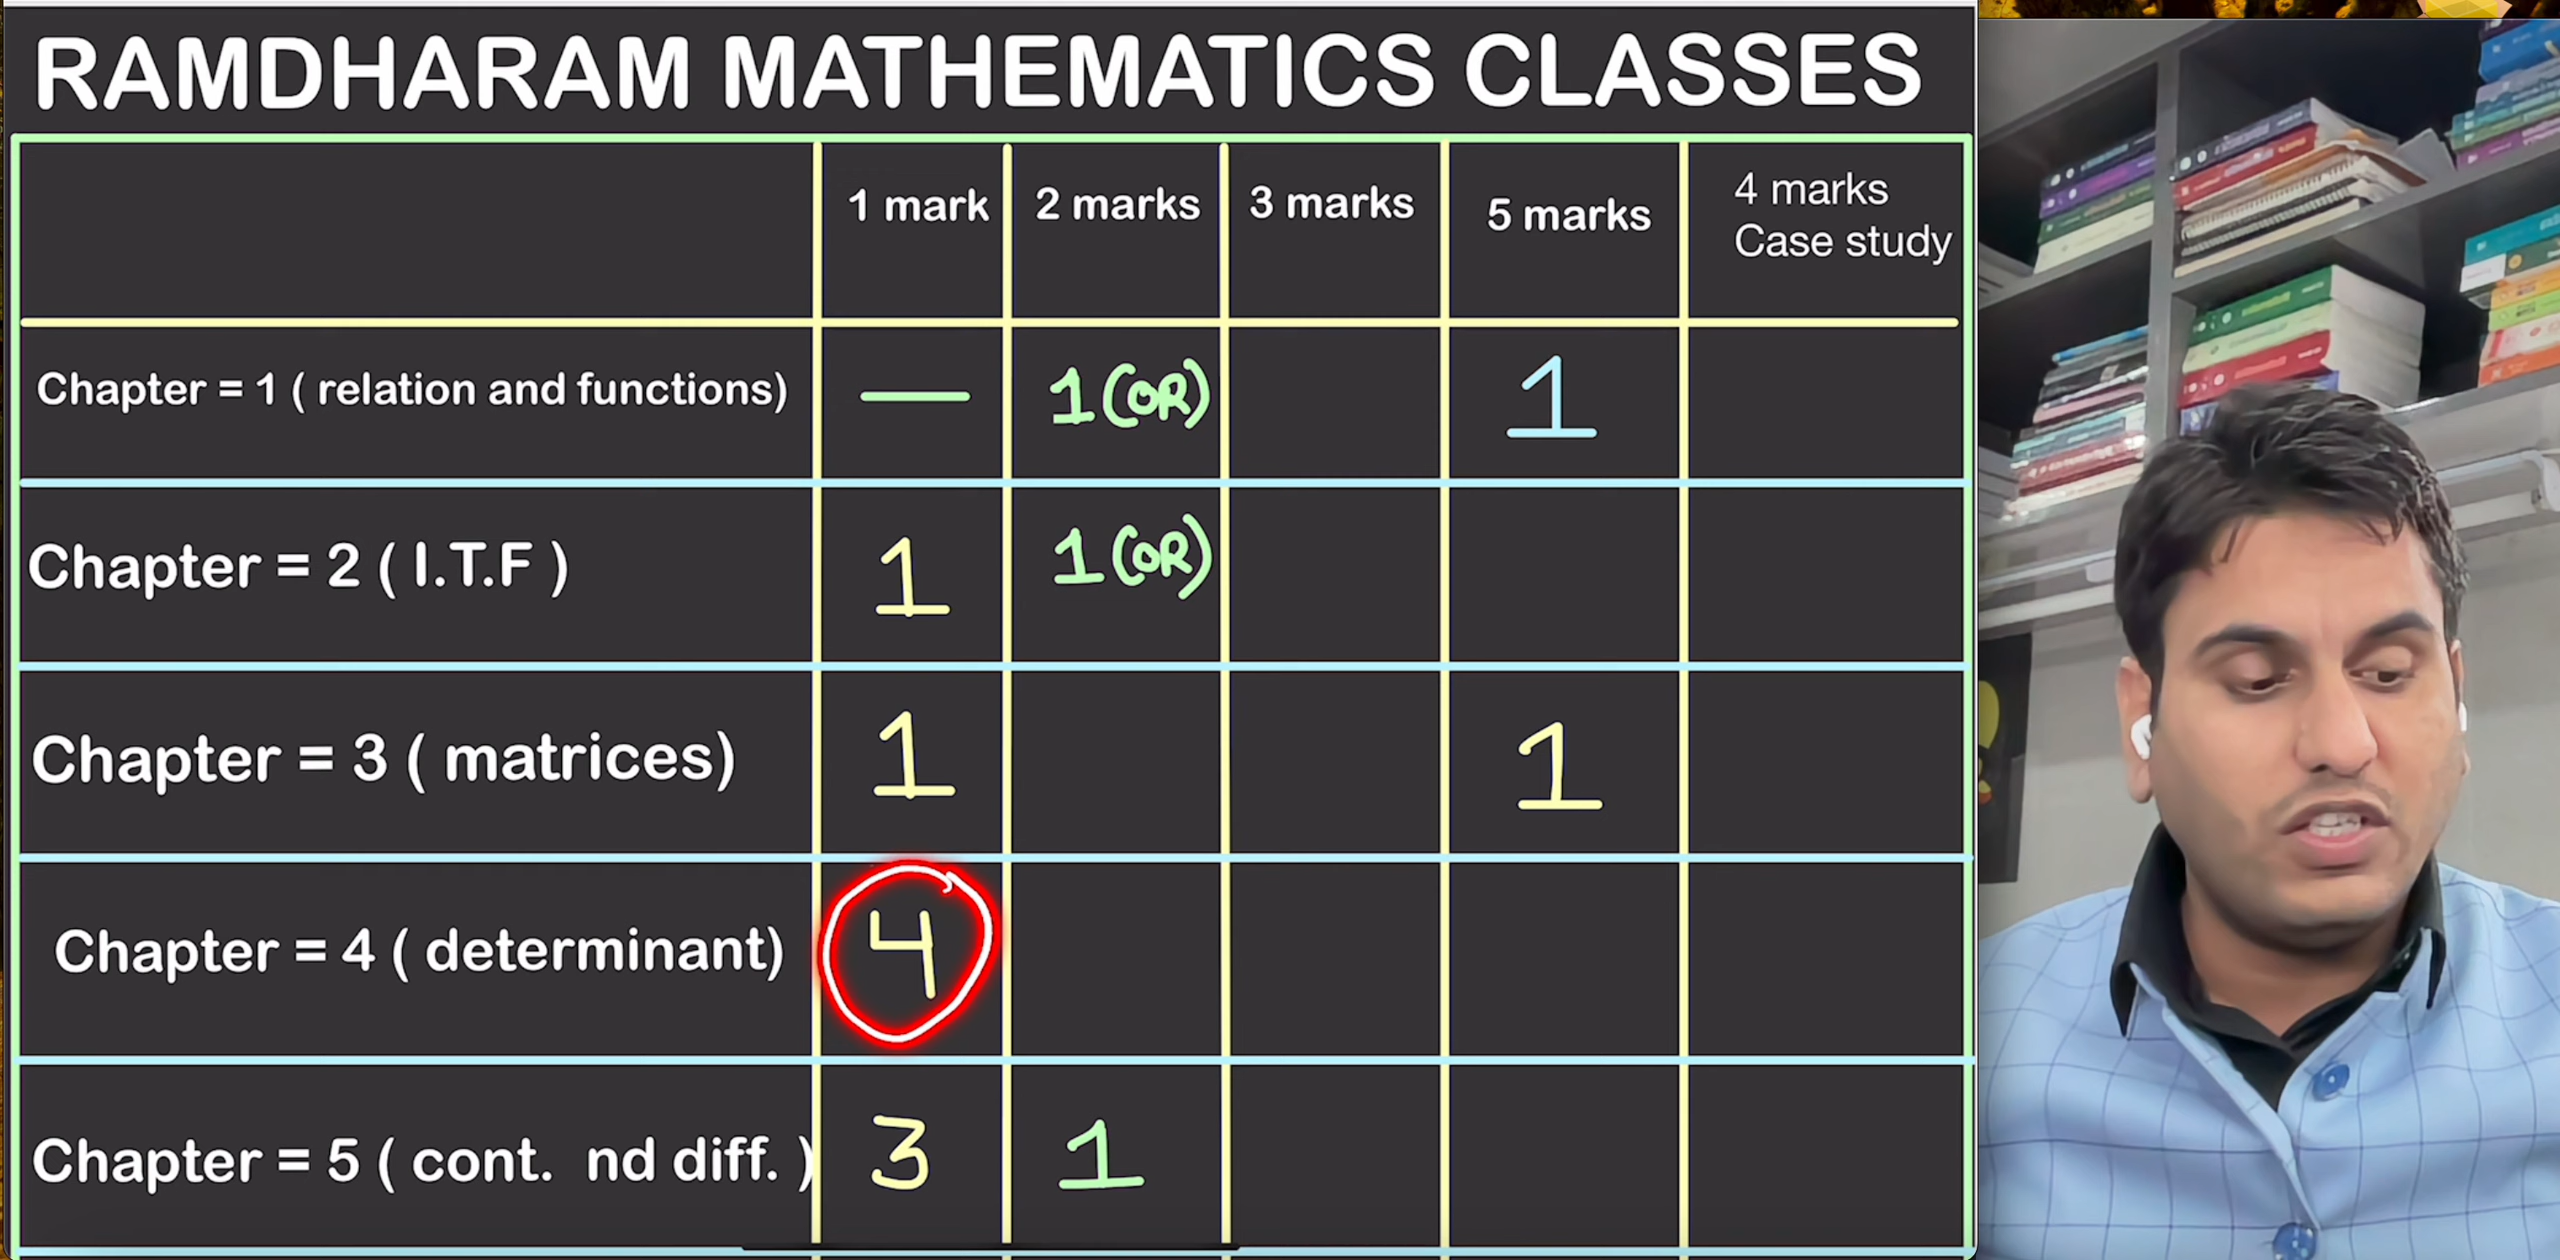 RAMDHARAM MATHEMATICS CLASSES
1 mark 2 marks 3 marks 5 marks 4 marks
Case study
Chapter = 1 ( relation and functions) — 1 (OR) 1
Chapter = 2 ( I.T.F ) 1 1 (OR)
Chapter = 3 ( matrices) 1 1
Chapter = 4 ( determinant) 4
Chapter = 5 ( cont. nd diff. ) 3 1